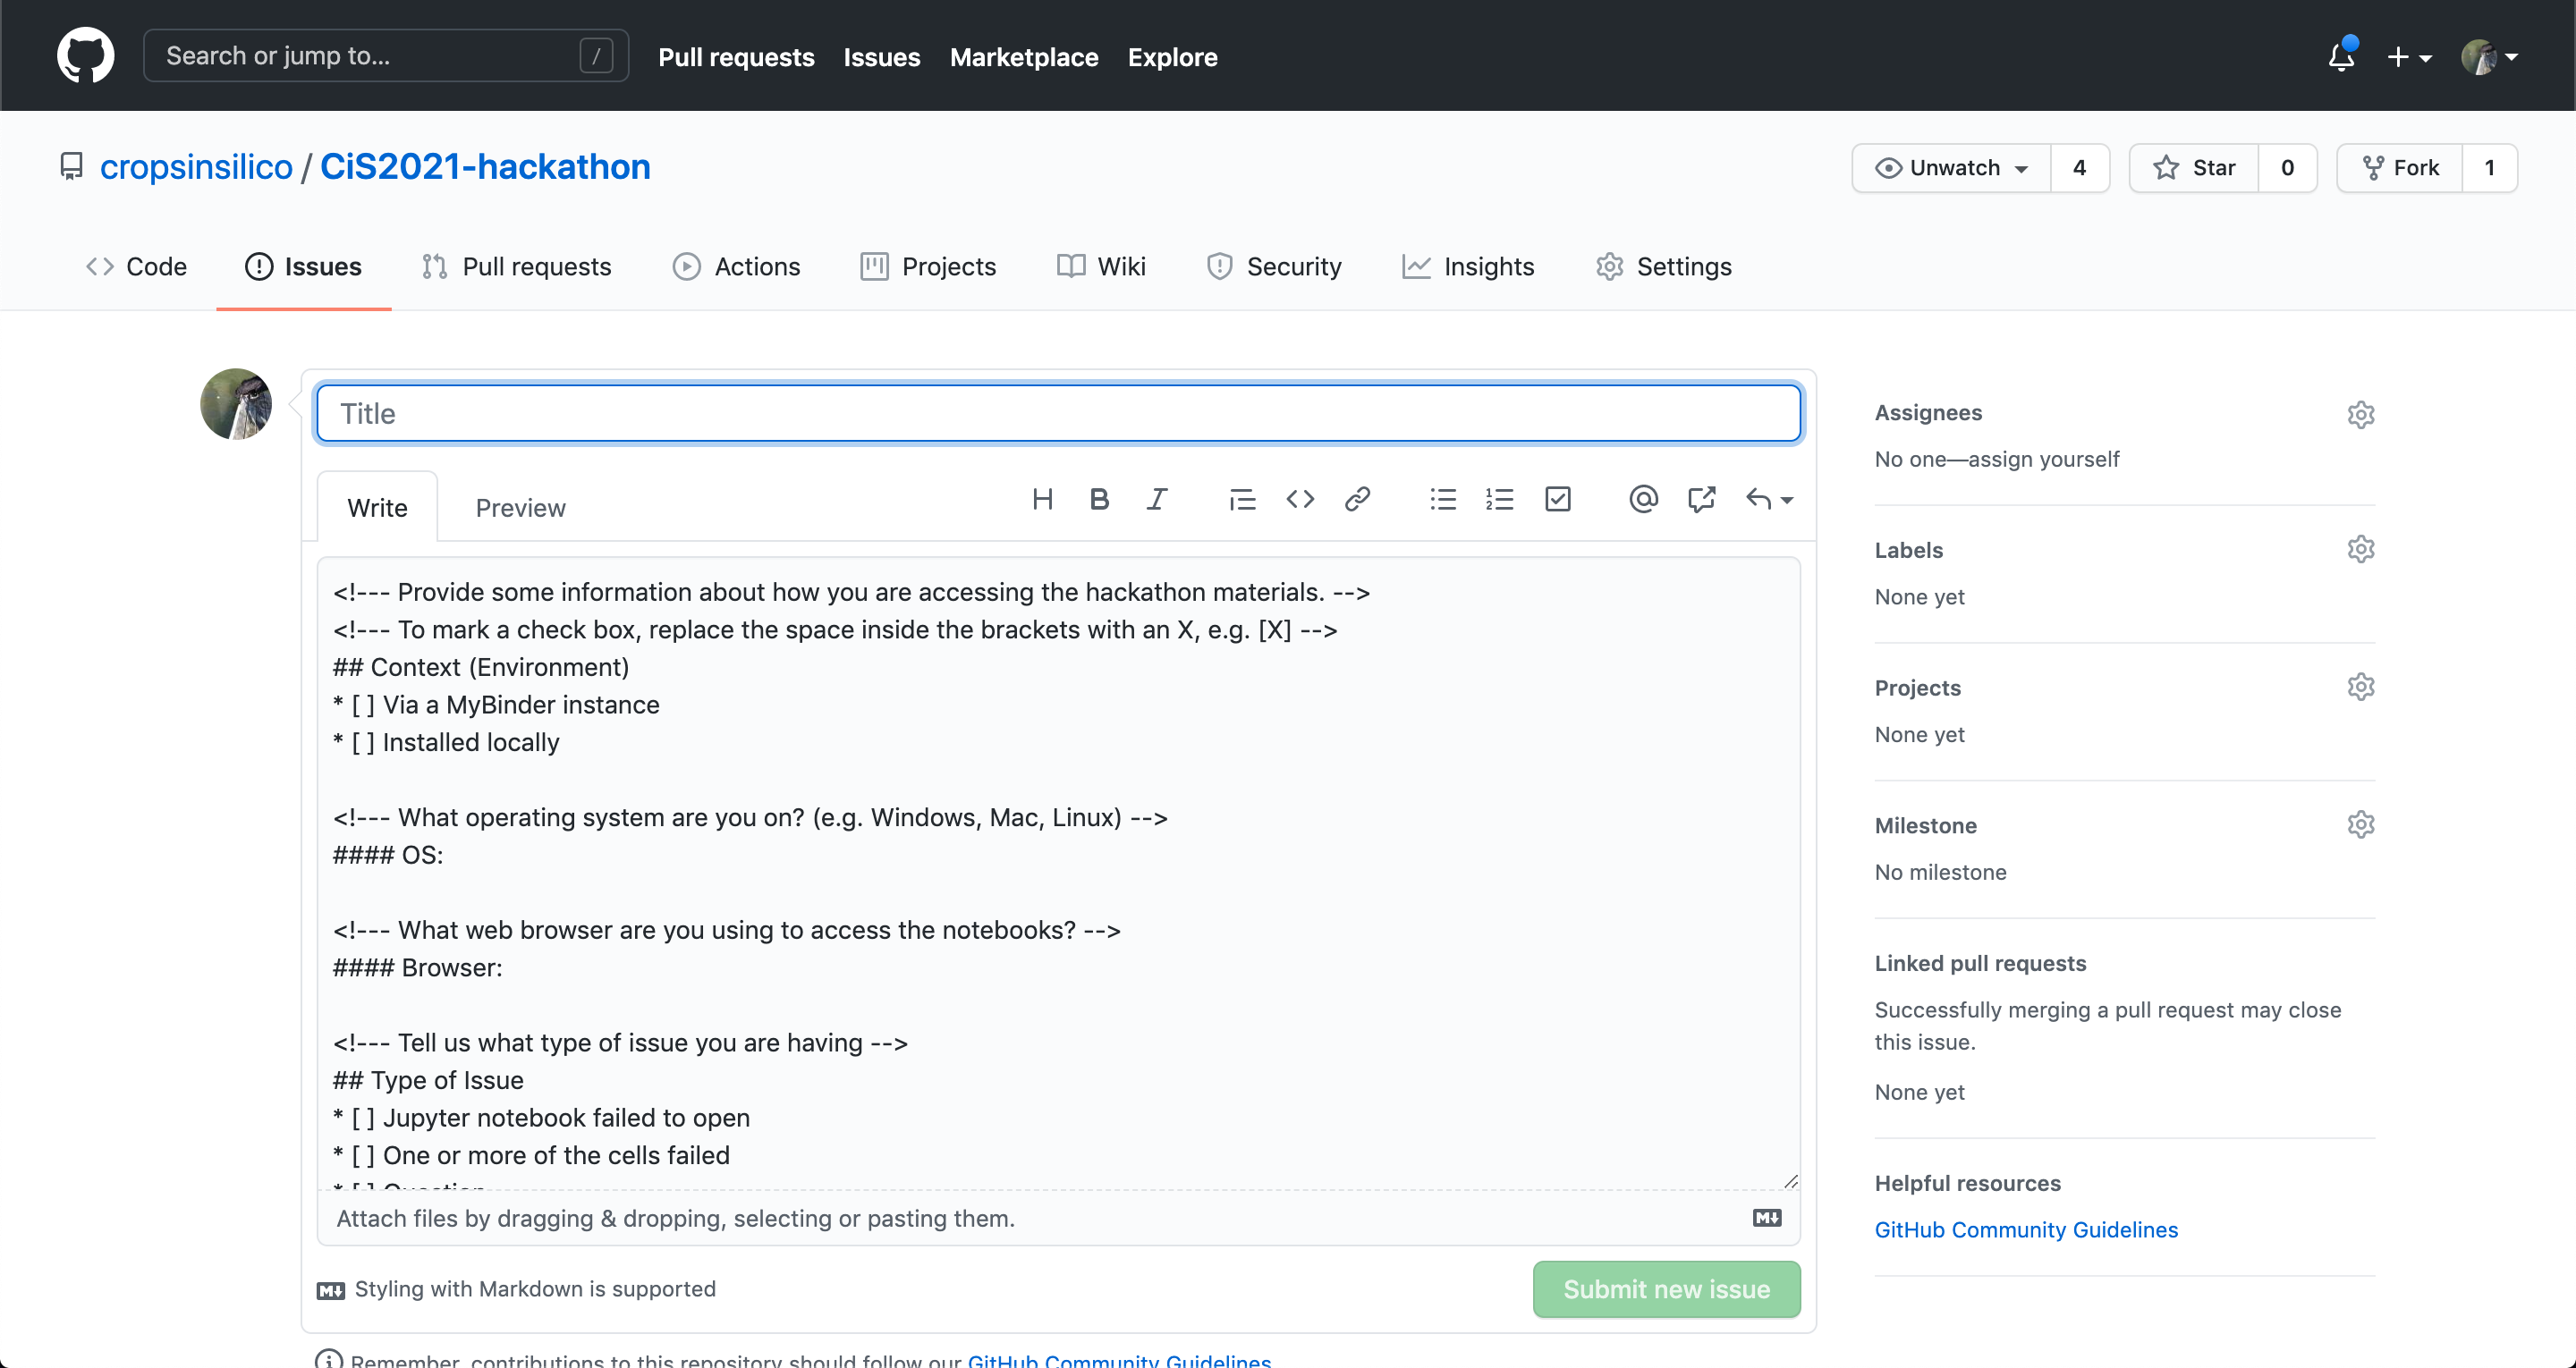 Search or jump to... /
Pull requests Issues Marketplace Explore
cropsinsilico / CiS2021-hackathon
Unwatch 4 Star 0 Fork 1
Code Issues Pull requests Actions Projects Wiki Security Insights Settings
Title
Write Preview
<!--- Provide some information about how you are accessing the hackathon materials. -->
<!--- To mark a check box, replace the space inside the brackets with an X, e.g. [X] -->
## Context (Environment)
* [ ] Via a MyBinder instance
* [ ] Installed locally
<!--- What operating system are you on? (e.g. Windows, Mac, Linux) -->
#### OS:
<!--- What web browser are you using to access the notebooks? -->
#### Browser:
<!--- Tell us what type of issue you are having -->
## Type of Issue
* [ ] Jupyter notebook failed to open
* [ ] One or more of the cells failed
* [ ] Question
Attach files by dragging & dropping, selecting or pasting them.
Styling with Markdown is supported
Submit new issue
Remember, contributions to this repository should follow our GitHub Community Guidelines
Assignees
No one—assign yourself
Labels
None yet
Projects
None yet
Milestone
No milestone
Linked pull requests
Successfully merging a pull request may close
this issue.
None yet
Helpful resources
GitHub Community Guidelines